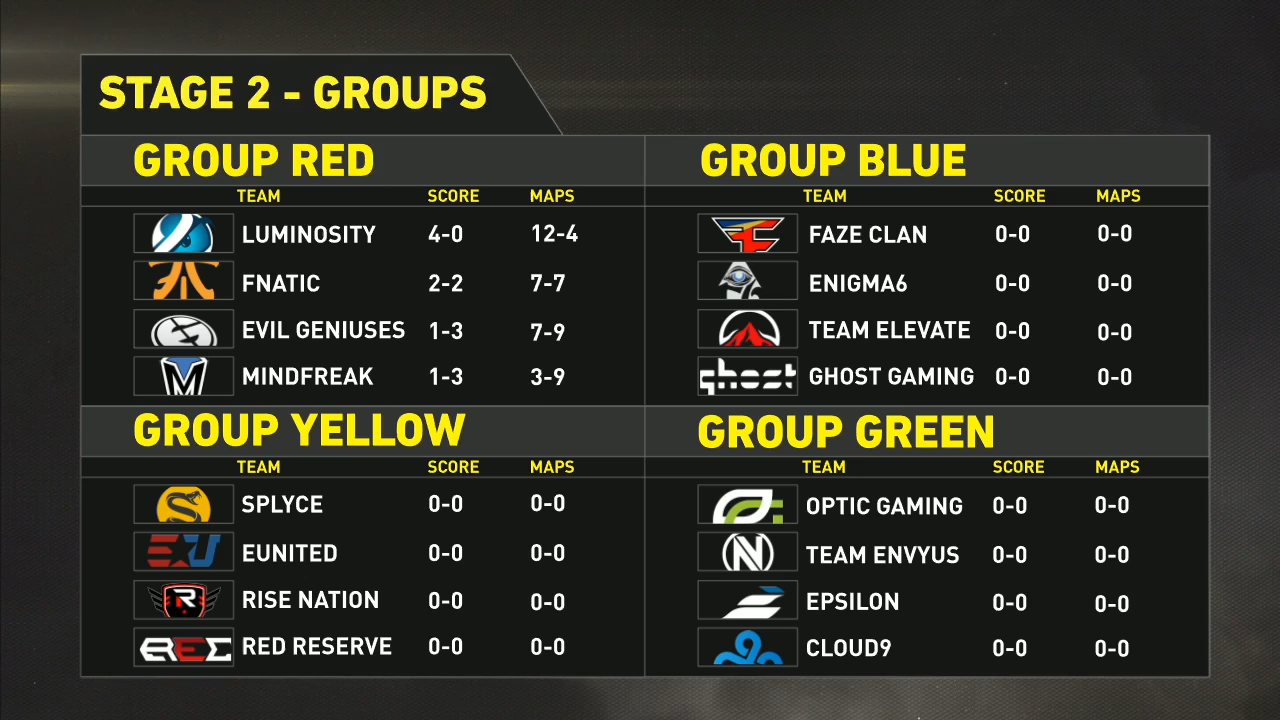 STAGE 2 - GROUPS
GROUP RED
TEAM SCORE MAPS
LUMINOSITY 4-0 12-4
FNATIC 2-2 7-7
EVIL GENIUSES 1-3 7-9
MINDFREAK 1-3 3-9
GROUP BLUE
TEAM SCORE MAPS
FAZE CLAN 0-0 0-0
ENIGMA6 0-0 0-0
TEAM ELEVATE 0-0 0-0
ghost GHOST GAMING 0-0 0-0
GROUP YELLOW
TEAM SCORE MAPS
SPLYCE 0-0 0-0
EU EUNITED 0-0 0-0
R RISE NATION 0-0 0-0
RED RESERVE 0-0 0-0
GROUP GREEN
TEAM SCORE MAPS
OPTIC GAMING 0-0 0-0
N TEAM ENVYUS 0-0 0-0
EPSILON 0-0 0-0
CLOUD9 0-0 0-0